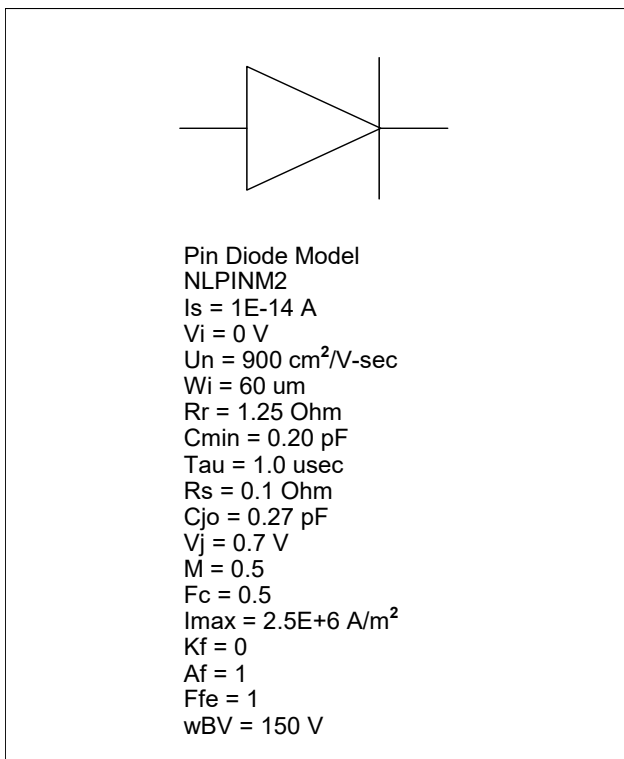 Pin Diode Model
NLPINM2
Is = 1E-14 A
Vi = 0 V
Un = 900 cm²/V-sec
Wi = 60 um
Rr = 1.25 Ohm
Cmin = 0.20 pF
Tau = 1.0 usec
Rs = 0.1 Ohm
Cjo = 0.27 pF
Vj = 0.7 V
M = 0.5
Fc = 0.5
Imax = 2.5E+6 A/m²
Kf = 0
Af = 1
Ffe = 1
wBV = 150 V